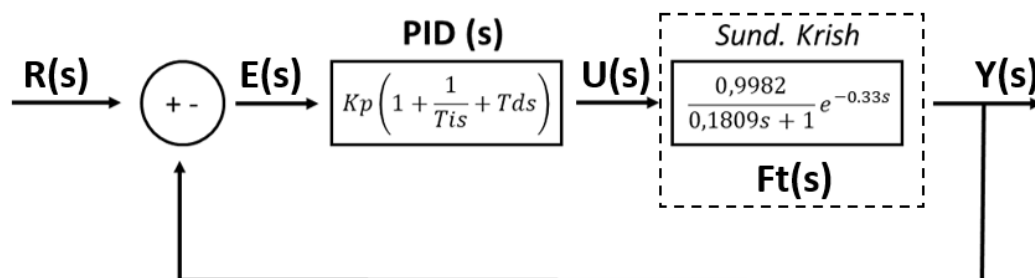 PID (s)
Sund. Krish
R(s)
E(s)
U(s)
Y(s)
+ -
Kp(1 + 1/Tis + Tds)
0,9982/0,1809s + 1 e^−0.33s
Ft(s)